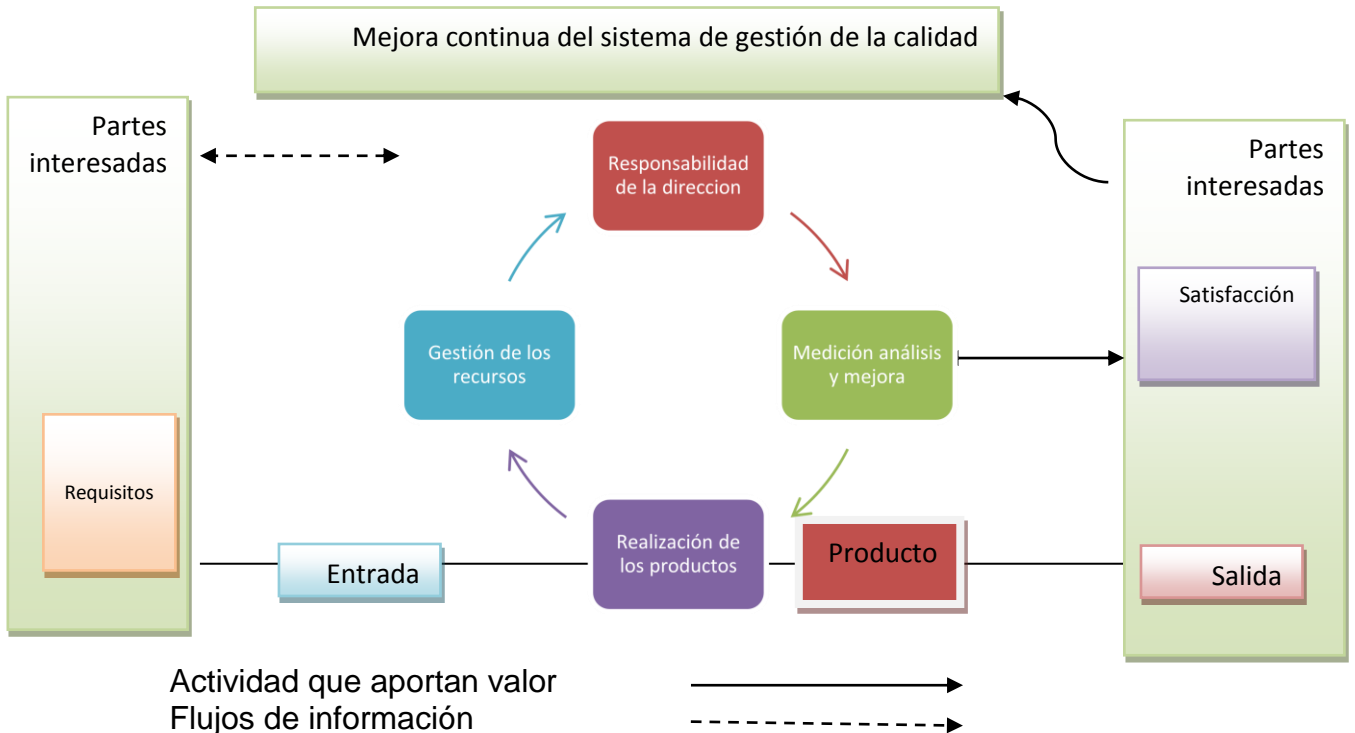 Mejora continua del sistema de gestión de la calidad
Partes
interesadas
Responsabilidad
de la direccion
Partes
interesadas
Gestión de los
recursos
Medición análisis
y mejora
Satisfacción
Requisitos
Entrada
Realización de
los productos
Producto
Salida
Actividad que aportan valor
Flujos de información